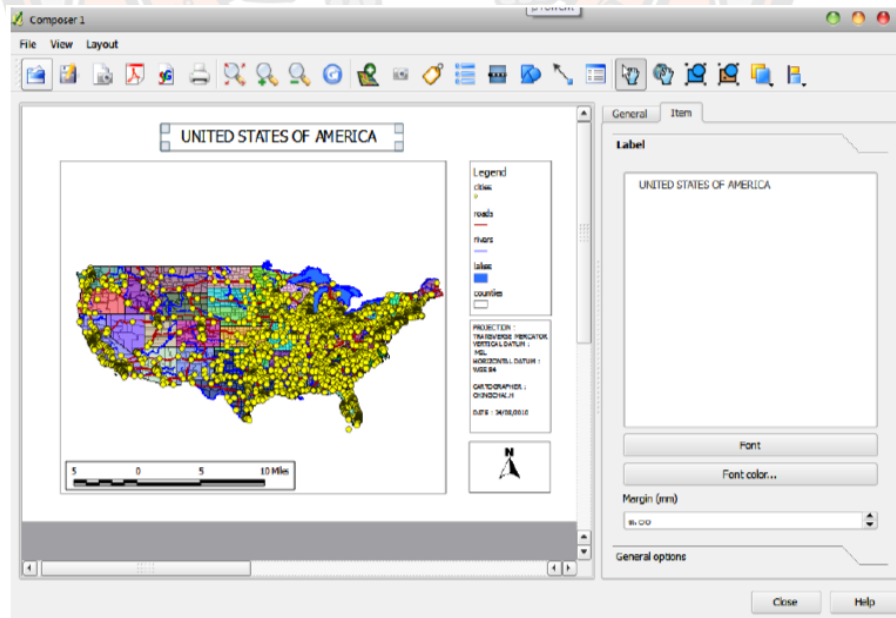 Composer 1
File View Layout
UNITED STATES OF AMERICA
Legend
cities
roads
rivers
lakes
counties
PROJECTION :
TRANSVERSE MERCATOR
VERTICAL DATUM :
MSL
HORIZONTAL DATUM :
WGS 84
CARTOGRAPHER :
N
5 0 5 10 Miles
General Item
Label
UNITED STATES OF AMERICA
Font
Font color...
Margin (mm)
General options
Close Help